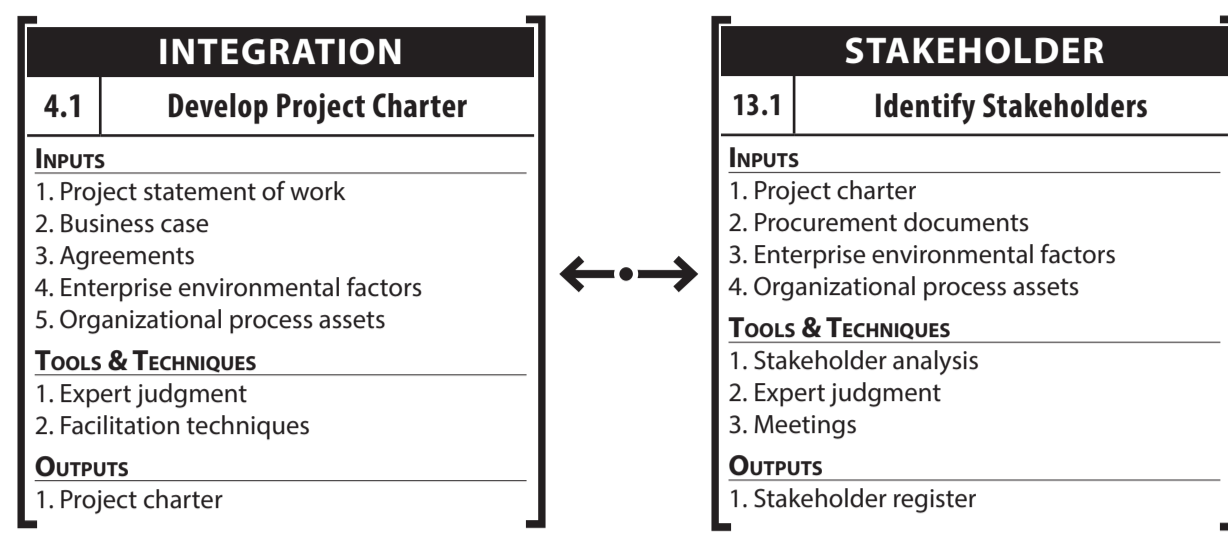 INTEGRATION
4.1 Develop Project Charter
INPUTS
1. Project statement of work
2. Business case
3. Agreements
4. Enterprise environmental factors
5. Organizational process assets
TOOLS & TECHNIQUES
1. Expert judgment
2. Facilitation techniques
OUTPUTS
1. Project charter
STAKEHOLDER
13.1 Identify Stakeholders
INPUTS
1. Project charter
2. Procurement documents
3. Enterprise environmental factors
4. Organizational process assets
TOOLS & TECHNIQUES
1. Stakeholder analysis
2. Expert judgment
3. Meetings
OUTPUTS
1. Stakeholder register